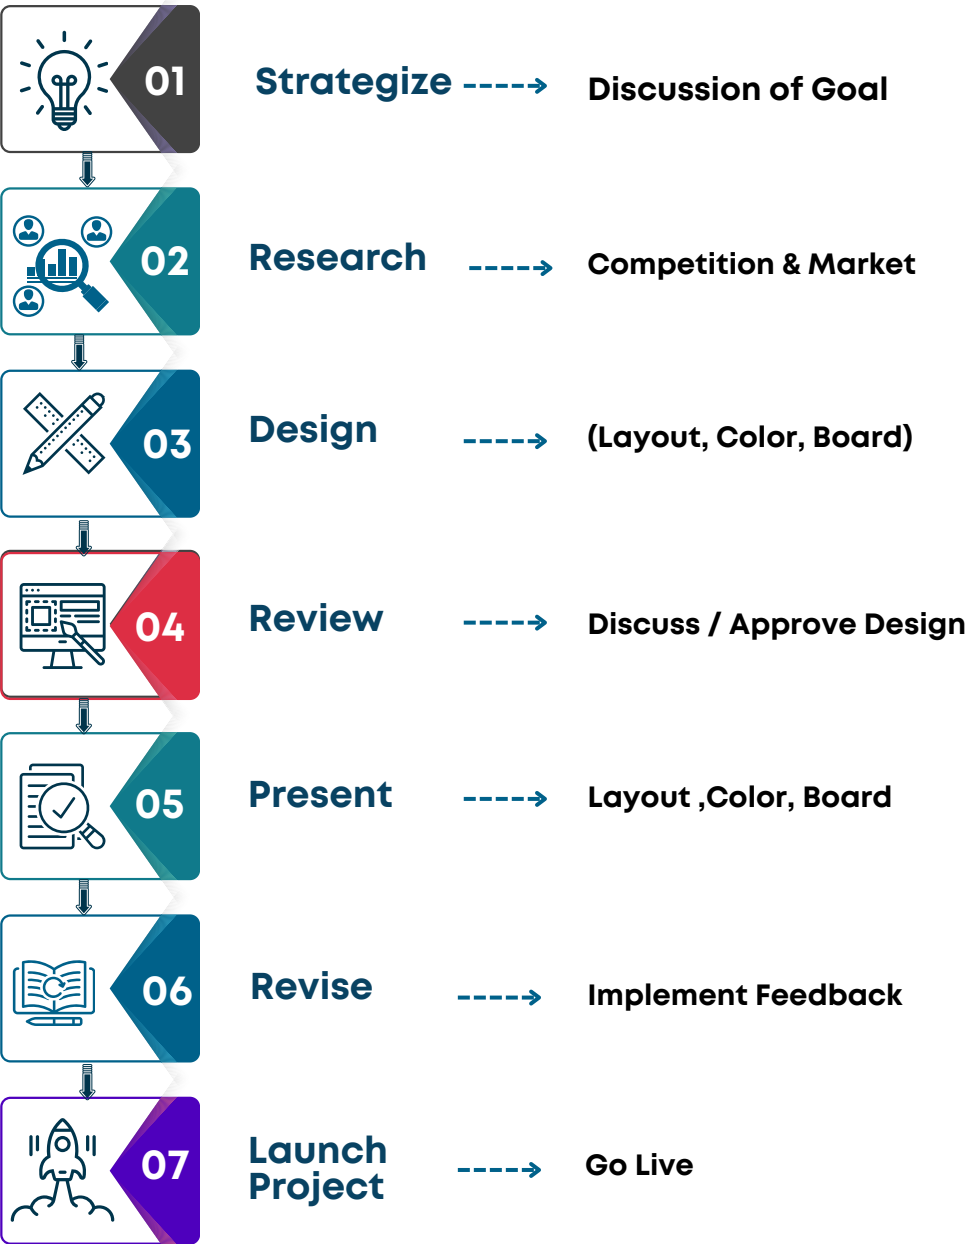 01
Strategize
Discussion of Goal
02
Research
Competition & Market
03
Design
(Layout, Color, Board)
04
Review
Discuss / Approve Design
05
Present
Layout ,Color, Board
06
Revise
Implement Feedback
07
Launch
Project
Go Live